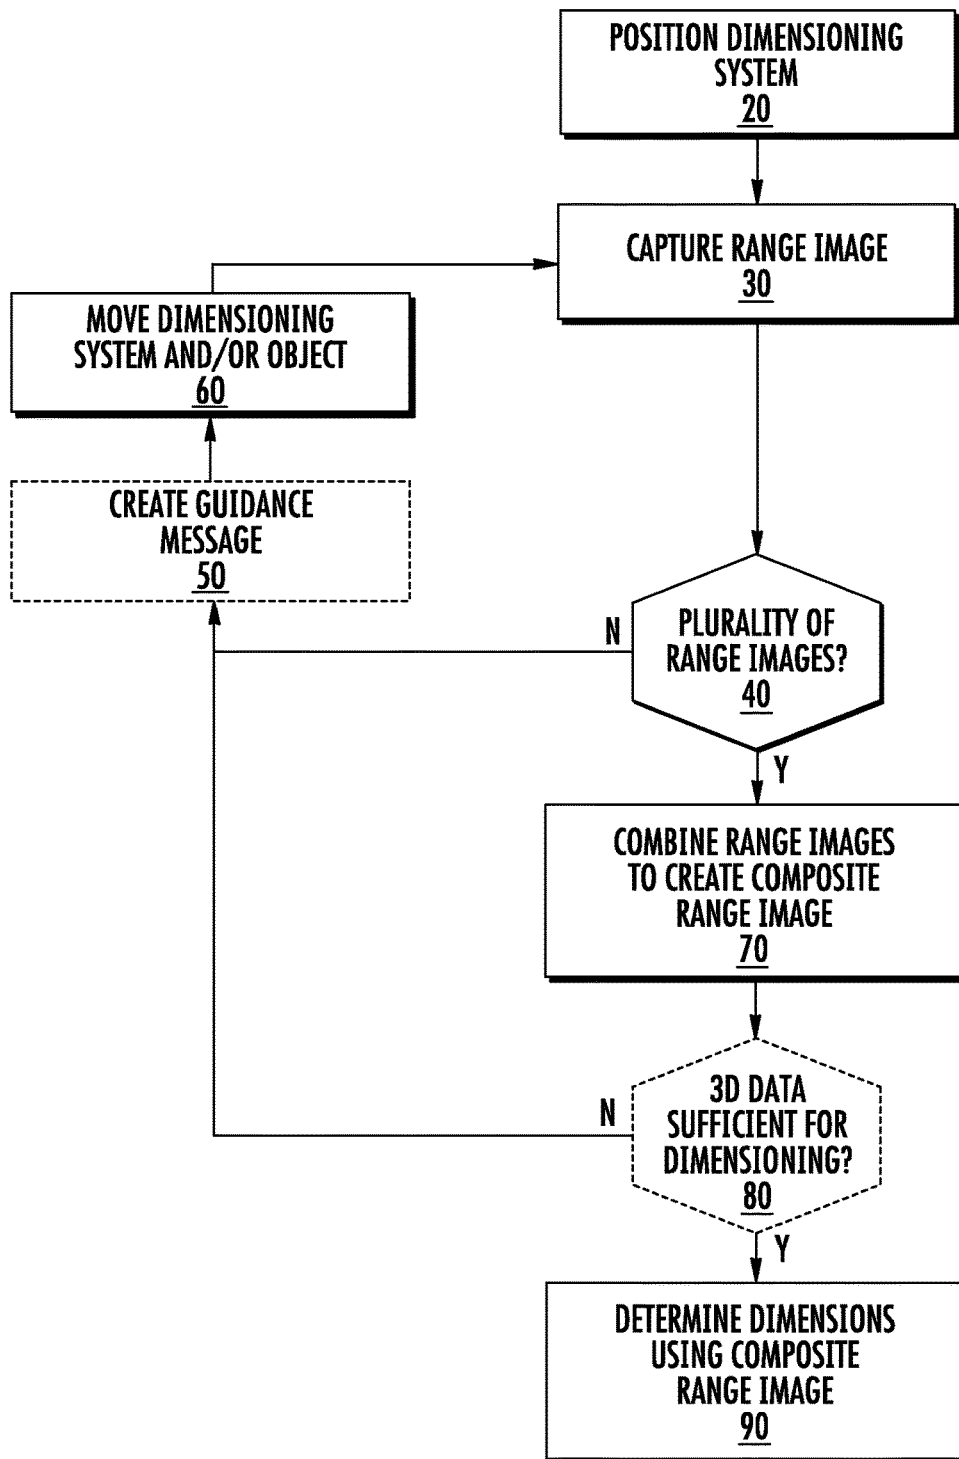 POSITION DIMENSIONING
SYSTEM
20
CAPTURE RANGE IMAGE
30
MOVE DIMENSIONING
SYSTEM AND/OR OBJECT
60
CREATE GUIDANCE
MESSAGE
50
N
PLURALITY OF
RANGE IMAGES?
40
Y
COMBINE RANGE IMAGES
TO CREATE COMPOSITE
RANGE IMAGE
70
N
3D DATA
SUFFICIENT FOR
DIMENSIONING?
80
Y
DETERMINE DIMENSIONS
USING COMPOSITE
RANGE IMAGE
90